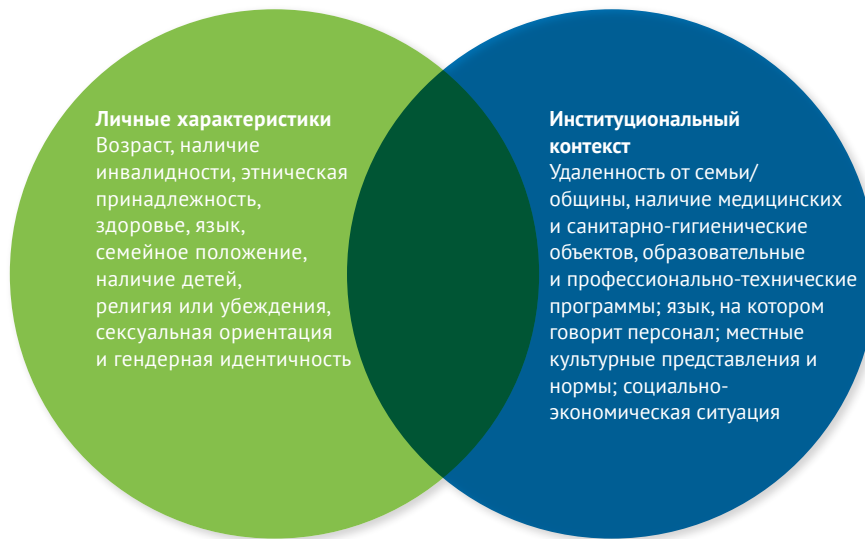 Личные характеристики
Возраст, наличие
инвалидности, этническая
принадлежность,
здоровье, язык,
семейное положение,
наличие детей,
религия или убеждения,
сексуальная ориентация
и гендерная идентичность
Институциональный
контекст
Удаленность от семьи/
общины, наличие медицинских
и санитарно-гигиенические
объектов, образовательные
и профессионально-технические
программы; язык, на котором
говорит персонал; местные
культурные представления и
нормы; социально-
экономическая ситуация